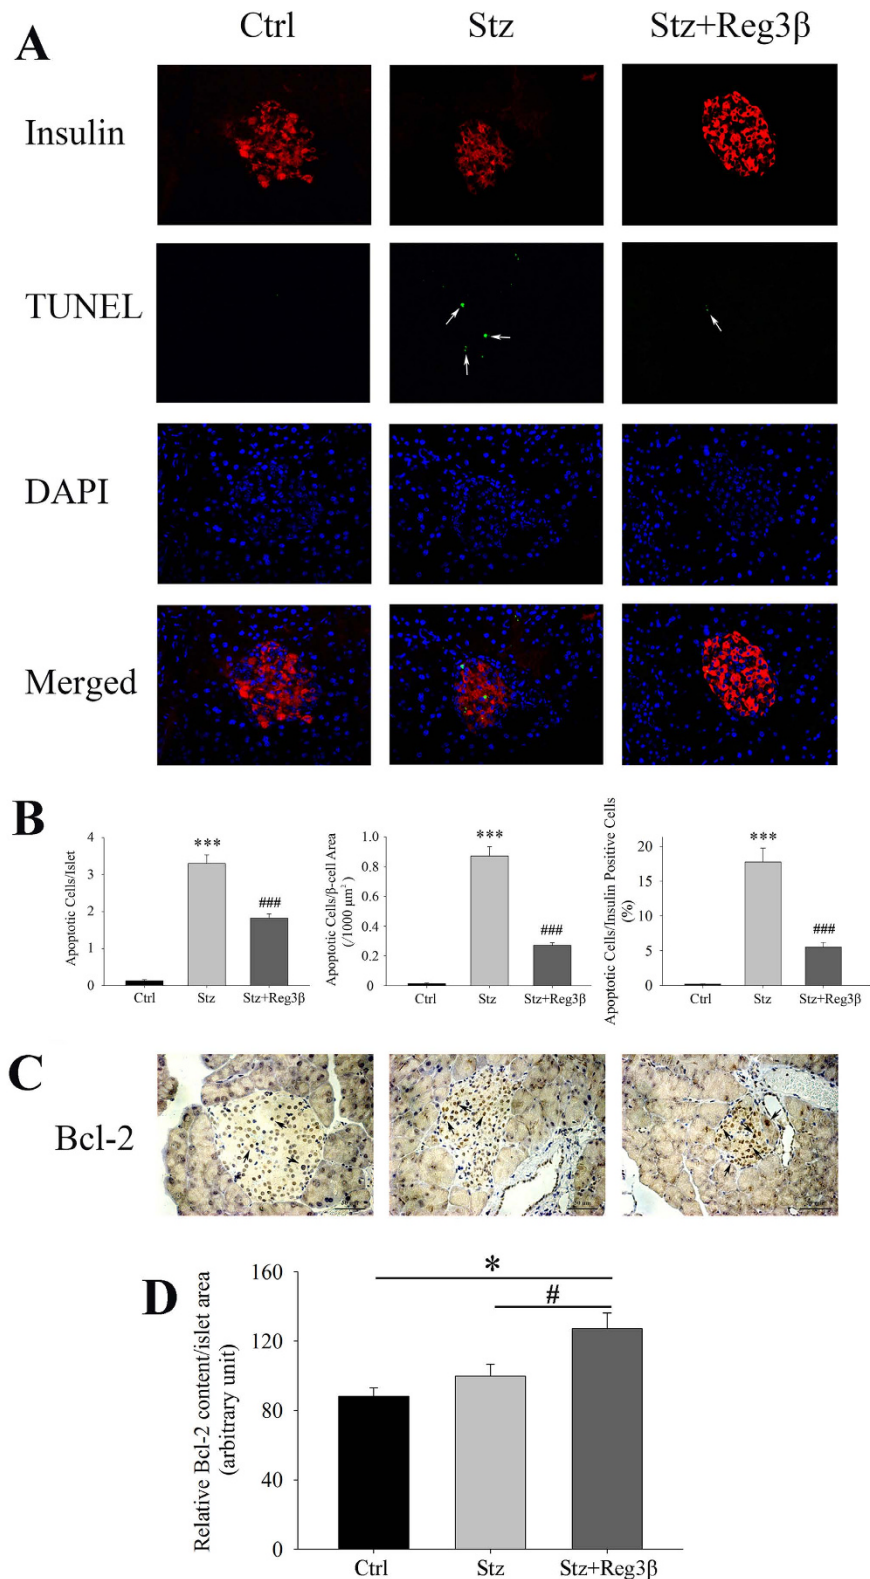 A
Ctrl
Stz
Stz+Reg3β
Insulin
TUNEL
DAPI
Merged
B
Apoptotic Cells/Islet
4
3
2
1
0
***
###
Ctrl
Stz
Stz+Reg3β
Apoptotic Cells/β-cell Area
(/1000 μm²)
1.0
0.8
0.6
0.4
0.2
0
***
###
Ctrl
Stz
Stz+Reg3β
Apoptotic Cells/Insulin Positive Cells
(%)
20
15
10
5
0
***
###
Ctrl
Stz
Stz+Reg3β
C
Bcl-2
D
Relative Bcl-2 content/islet area
(arbitrary unit)
160
120
80
40
0
*
#
Ctrl
Stz
Stz+Reg3β